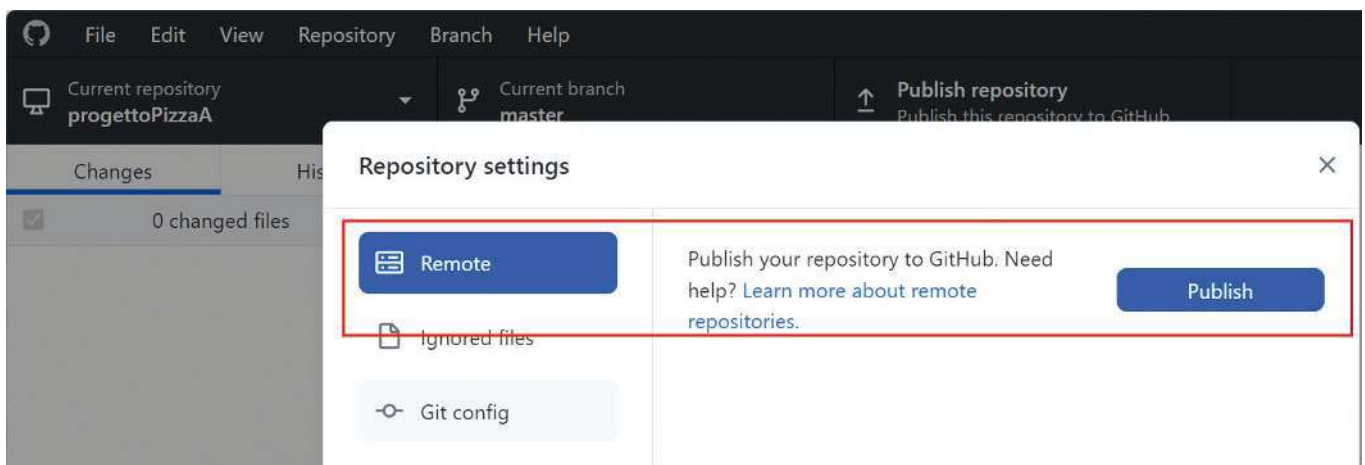 File Edit View Repository Branch Help
Current repository
progettoPizzaA
Current branch
master
Publish repository
Publish this repository to GitHub
Changes
His
0 changed files
Repository settings
Remote
Ignored files
Git config
Publish your repository to GitHub. Need
help? Learn more about remote
repositories.
Publish